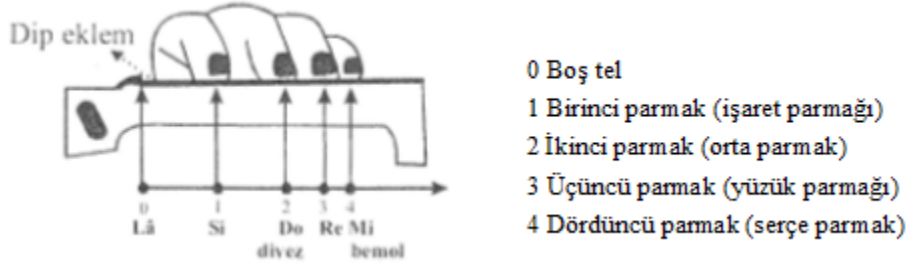 Dip eklem
0 Boş tel
1 Birinci parmak (işaret parmağı)
2 İkinci parmak (orta parmak)
3 Üçüncü parmak (yüzük parmağı)
4 Dördüncü parmak (serçe parmak)
0 1 2 3 4
Lâ Si Do Re Mi
diyez bemol